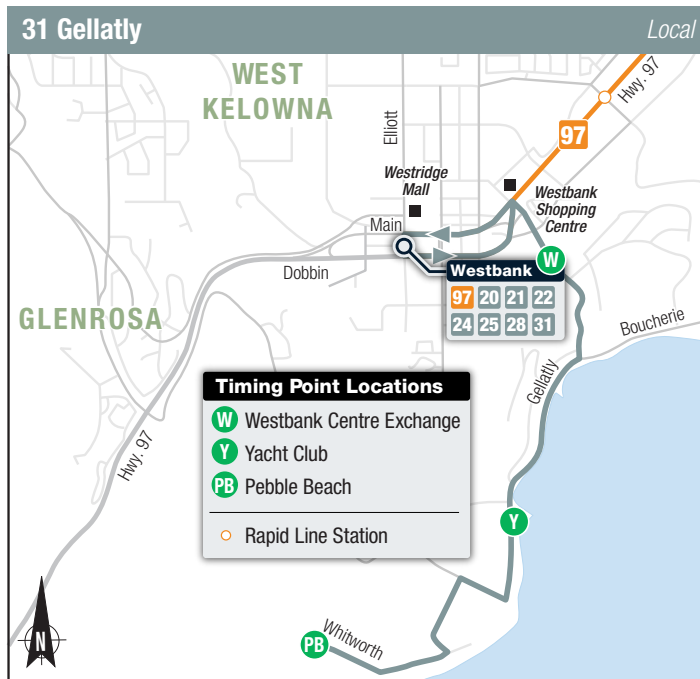 31 Gellatly
Local
WEST
KELOWNA
Hwy. 97
97
Elliott
Westridge
Mall
Westbank
Shopping
Centre
Main
W
Dobbin
Westbank
97 20 21 22
24 25 28 31
GLENROSA
Boucherie
Gellatly
Hwy. 97
Timing Point Locations
W Westbank Centre Exchange
Y Yacht Club
PB Pebble Beach
Rapid Line Station
Y
Whitworth
PB
N